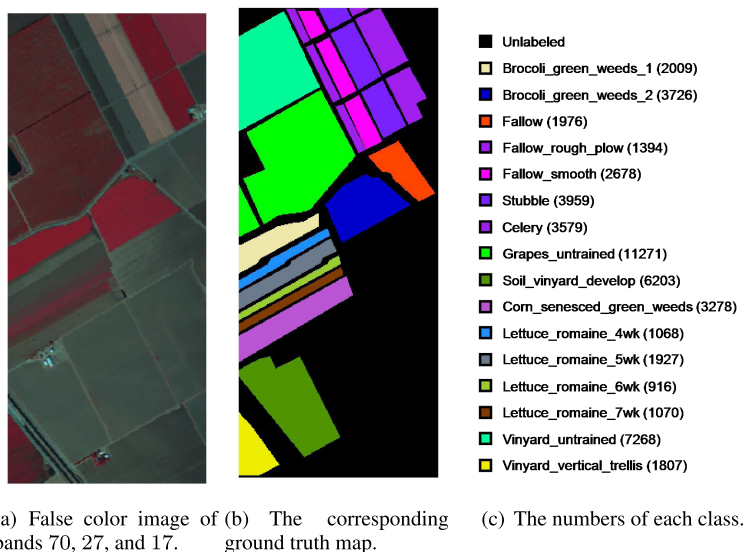 Unlabeled
Brocoli_green_weeds_1 (2009)
Brocoli_green_weeds_2 (3726)
Fallow (1976)
Fallow_rough_plow (1394)
Fallow_smooth (2678)
Stubble (3959)
Celery (3579)
Grapes_untrained (11271)
Soil_vinyard_develop (6203)
Corn_senesced_green_weeds (3278)
Lettuce_romaine_4wk (1068)
Lettuce_romaine_5wk (1927)
Lettuce_romaine_6wk (916)
Lettuce_romaine_7wk (1070)
Vinyard_untrained (7268)
Vinyard_vertical_trellis (1807)
a) False color image of
bands 70, 27, and 17.
(b) The corresponding
ground truth map.
(c) The numbers of each class.